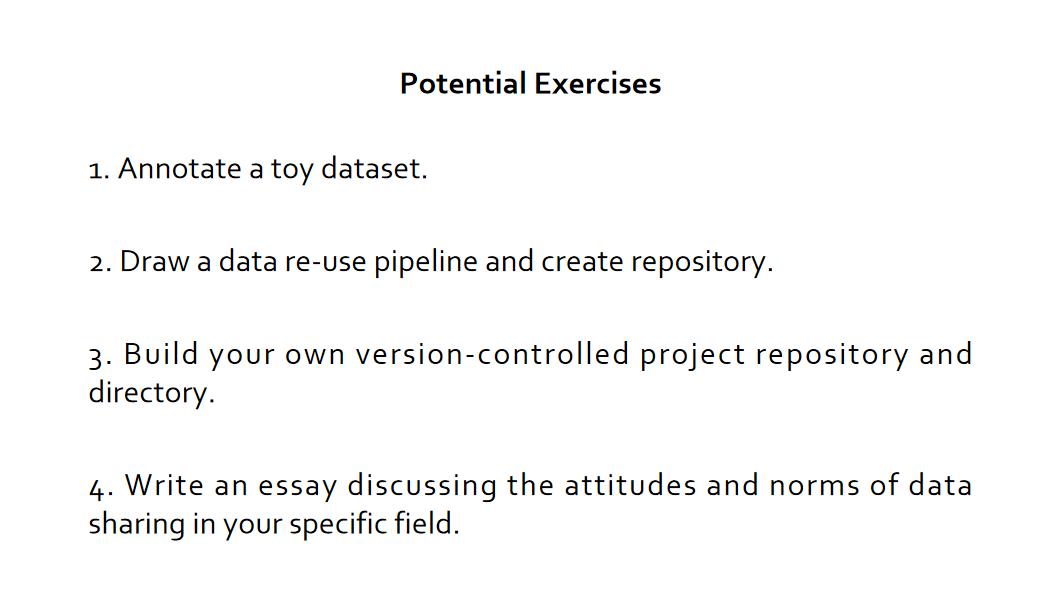 Potential Exercises
1. Annotate a toy dataset.
2. Draw a data re-use pipeline and create repository.
3. Build your own version-controlled project repository and
directory.
4. Write an essay discussing the attitudes and norms of data
sharing in your specific field.